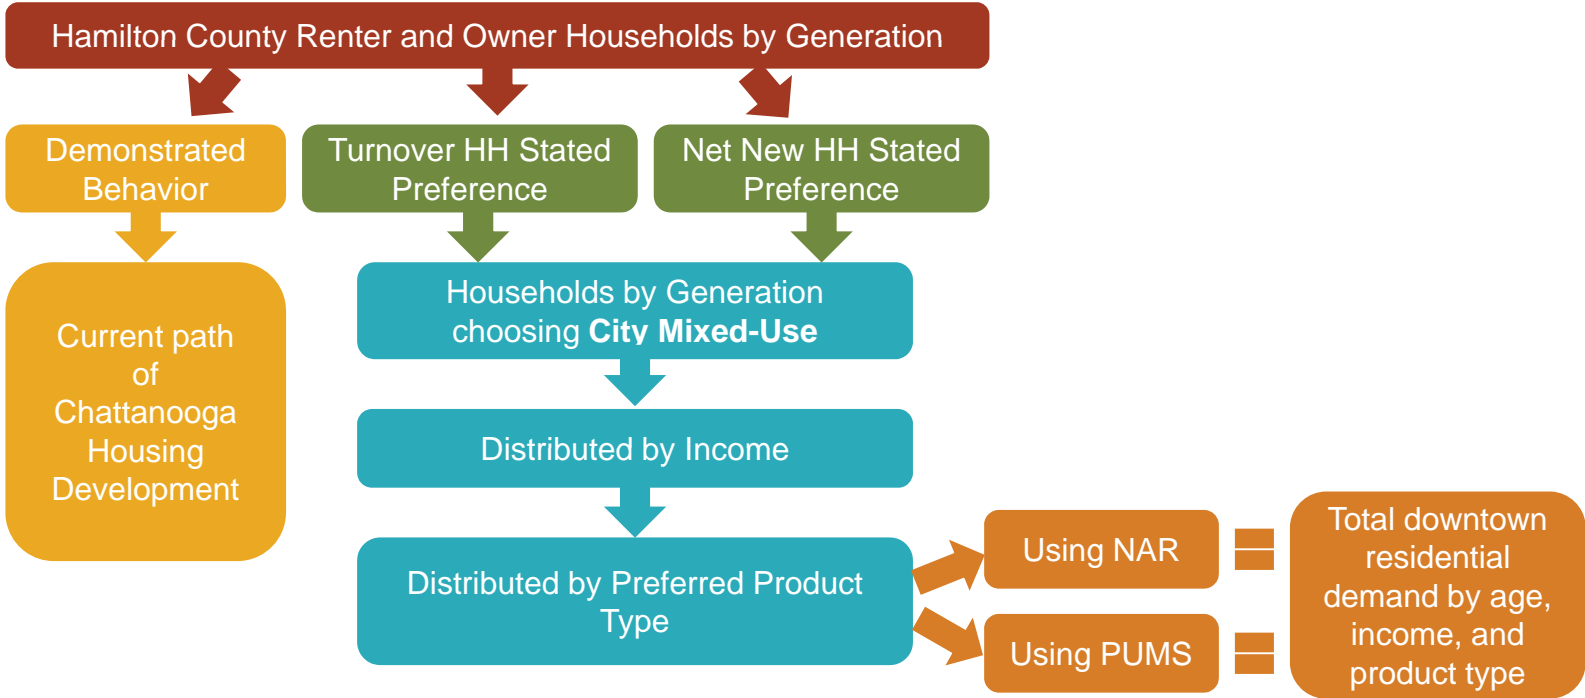 Hamilton County Renter and Owner Households by Generation
Demonstrated
Behavior
Turnover HH Stated
Preference
Net New HH Stated
Preference
Current path
of
Chattanooga
Housing
Development
Households by Generation
choosing City Mixed-Use
Distributed by Income
Distributed by Preferred Product
Type
Using NAR
Using PUMS
Total downtown
residential
demand by age,
income, and
product type